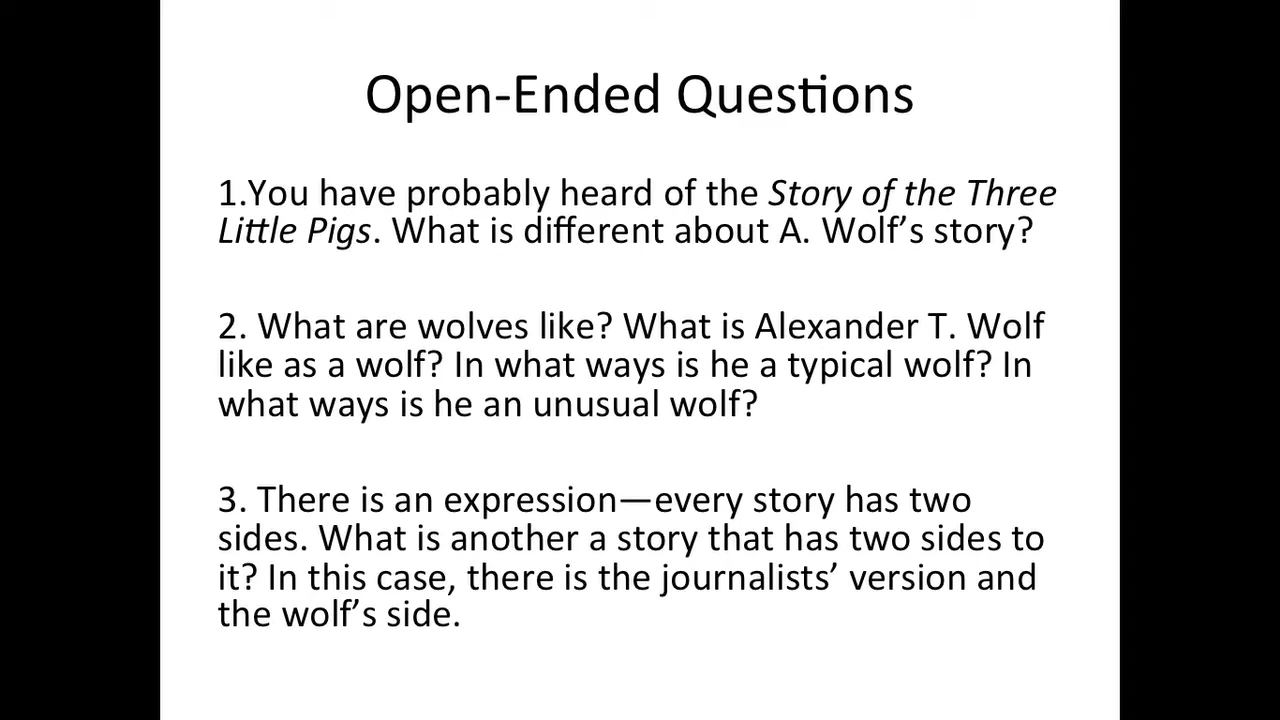 Open-Ended Questions
1.You have probably heard of the Story of the Three
Little Pigs. What is different about A. Wolf’s story?
2. What are wolves like? What is Alexander T. Wolf
like as a wolf? In what ways is he a typical wolf? In
what ways is he an unusual wolf?
3. There is an expression—every story has two
sides. What is another a story that has two sides to
it? In this case, there is the journalists’ version and
the wolf’s side.